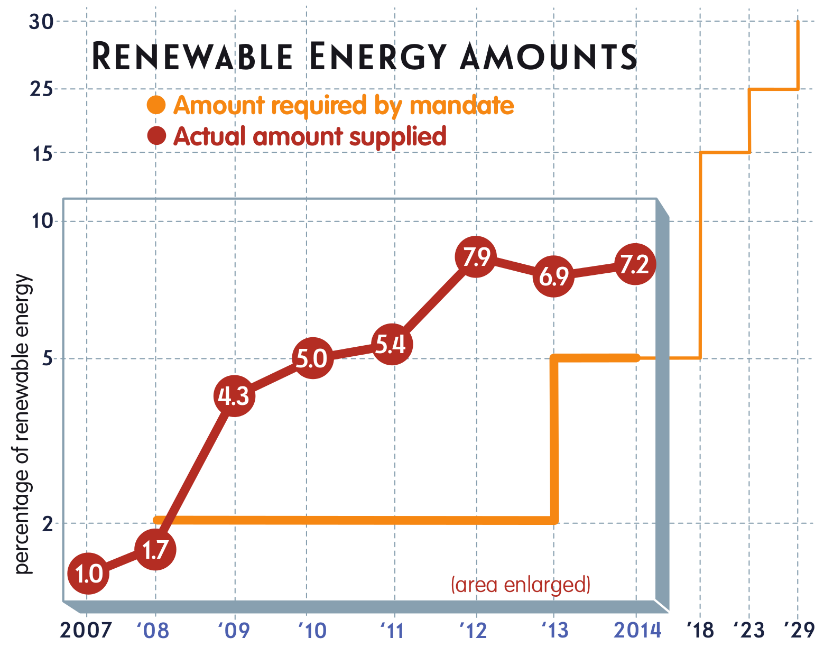 30
RENEWABLE ENERGY AMOUNTS
25
Amount required by mandate
Actual amount supplied
15
10
7.9
7.2
6.9
5.4
5.0
5
4.3
percentage of renewable energy
2
1.7
1.0
(area enlarged)
2007 '08 '09 '10 '11 '12 '13 2014 '18 '23 '29